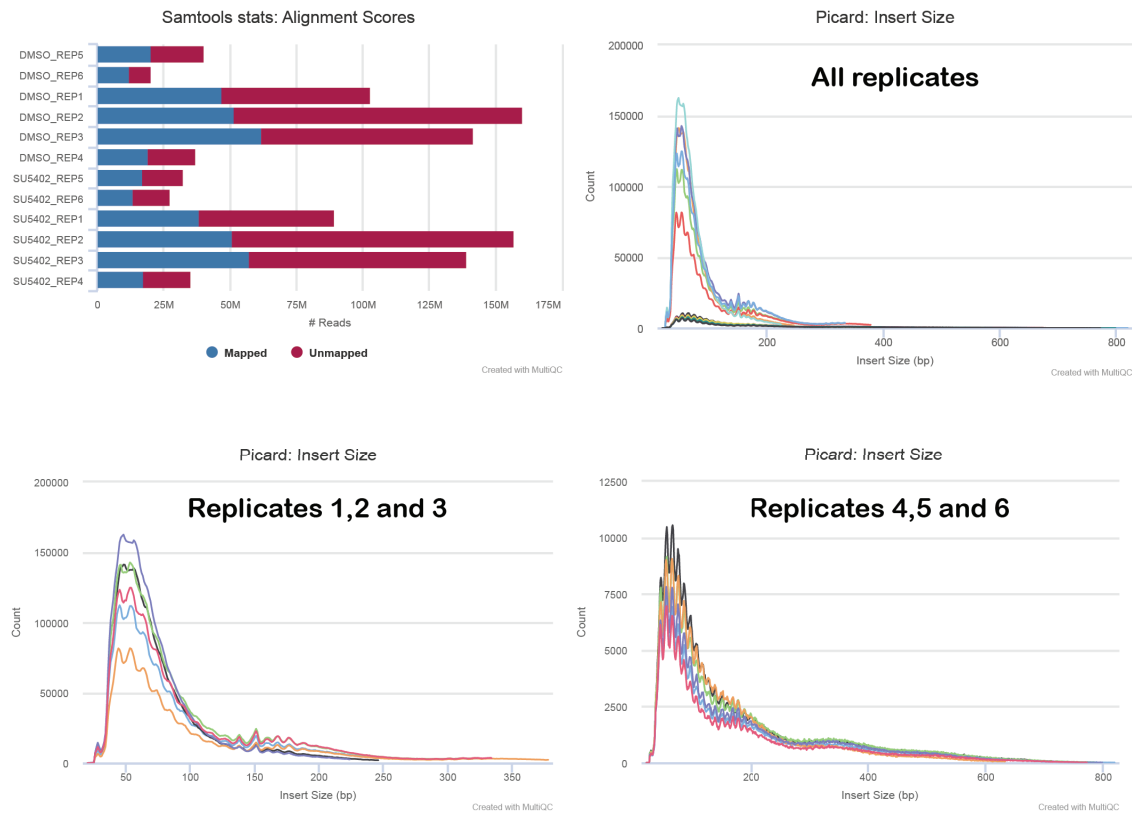 Samtools stats: Alignment Scores
DMSO_REP5
DMSO_REP6
DMSO_REP1
DMSO_REP2
DMSO_REP3
DMSO_REP4
SU5402_REP5
SU5402_REP6
SU5402_REP1
SU5402_REP2
SU5402_REP3
SU5402_REP4
0 25M 50M 75M 100M 125M 150M 175M
# Reads
Mapped Unmapped
Created with MultiQC
Picard: Insert Size
All replicates
200000
150000
100000
50000
0
Count
200 400 600 800
Insert Size (bp)
Created with MultiQC
Picard: Insert Size
Replicates 1,2 and 3
200000
150000
100000
50000
0
Count
50 100 150 200 250 300 350
Insert Size (bp)
Created with MultiQC
Picard: Insert Size
Replicates 4,5 and 6
12500
10000
7500
5000
2500
0
Count
200 400 600 800
Insert Size (bp)
Created with MultiQC